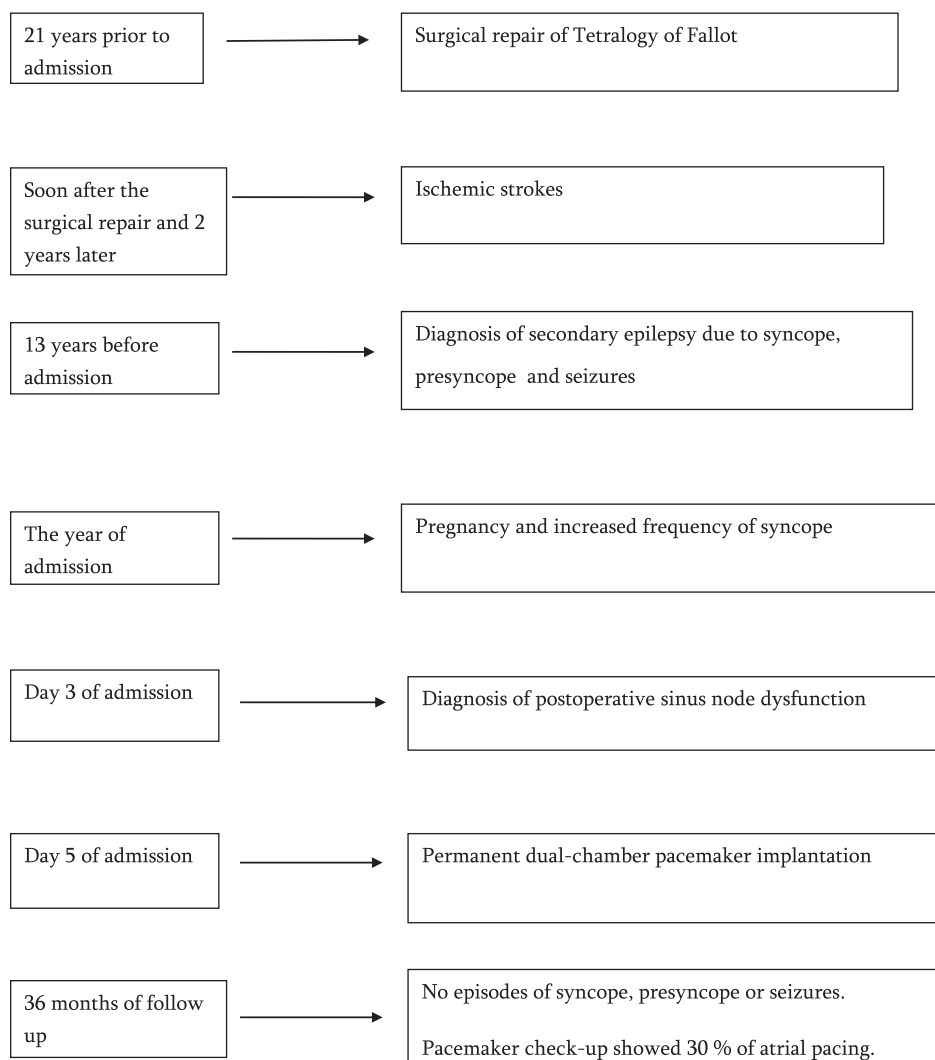 21 years prior to
admission
Surgical repair of Tetralogy of Fallot
Soon after the
surgical repair and 2
years later
Ischemic strokes
13 years before
admission
Diagnosis of secondary epilepsy due to syncope,
presyncope and seizures
The year of
admission
Pregnancy and increased frequency of syncope
Day 3 of admission
Diagnosis of postoperative sinus node dysfunction
Day 5 of admission
Permanent dual-chamber pacemaker implantation
36 months of follow
up
No episodes of syncope, presyncope or seizures.
Pacemaker check-up showed 30 % of atrial pacing.